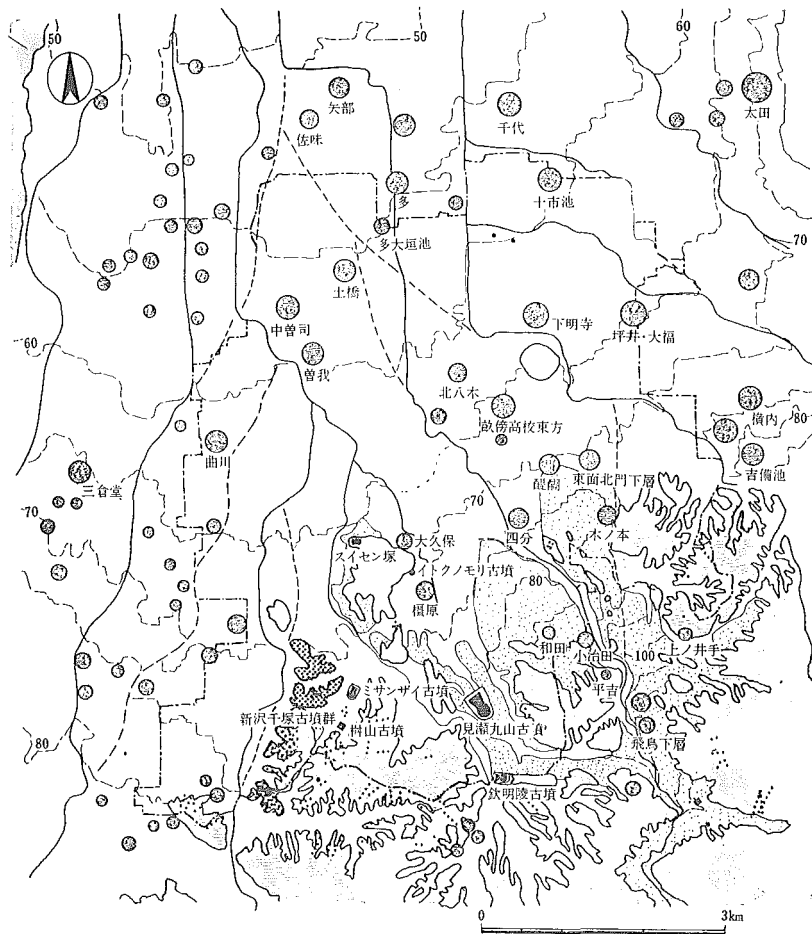 50
50
60
矢部
佐味
千代
太田
多
十市池
多大垣池
70
土橋
中曽司
下明寺
坪井・大福
60
曽我
北八木
畝傍高校東方
横内
80
曲川
吉備池
三倉堂
醍醐
東面北門下層
70
70
四分
木ノ本
スイセン塚
大久保
イトクノモリ古墳
80
橿原
和田
小治田
100
上ノ井手
平吉
ミサンザイ古墳
新沢千塚古墳群
桝山古墳
見瀬丸山古墳
飛鳥下層
80
欽明陵古墳
0
3km